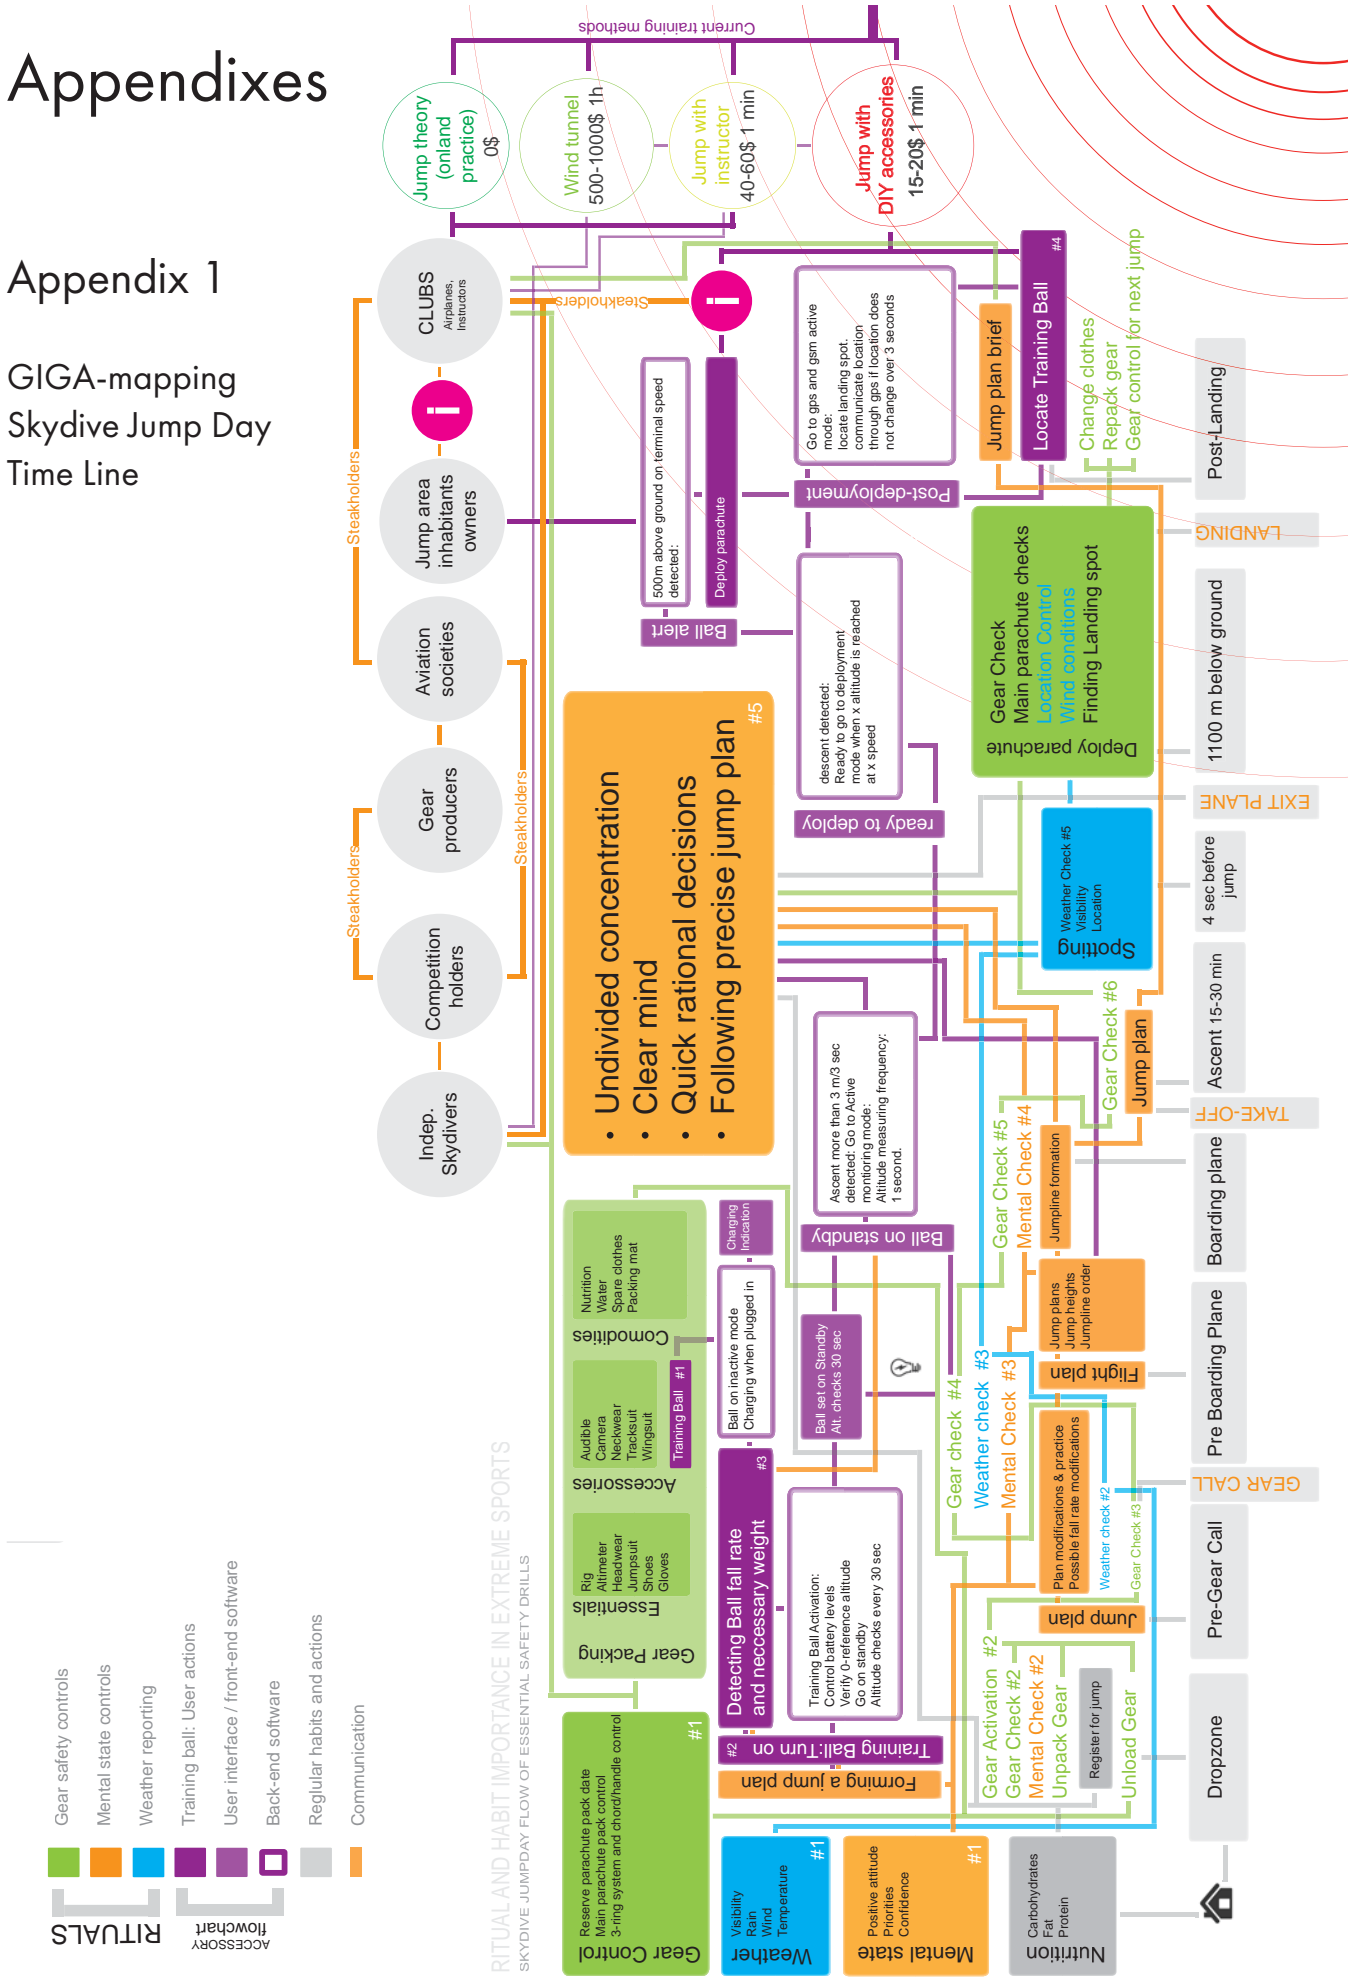 Appendixes
Appendix 1
GIGA-mapping
Skydive Jump Day
Time Line
Current training methods
Jump theory
(onland
practice)
0$
Wind tunnel
500-1000$ 1h
Jump with
instructor
40-60$ 1 min
Jump with
DIY accessories
15-20$ 1 min
Steakholders
Steakholders
Steakholders
Steakholders
CLUBS
Airplanes,
Instructors
i
Jump area
inhabitants
owners
Aviation
societies
Gear
producers
Competition
holders
Indep.
Skydivers
i
Undivided concentration
Clear mind
Quick rational decisions
Following precise jump plan
#5
Ball alert
500m above ground on terminal speed
detected:
Deploy parachute
Post-deployment
Go to gps and gsm active
mode:
locate landing spot.
communicate location
through gps if location does
not change over 3 seconds
Jump plan brief
Locate Training Ball
#4
Change clothes
Repack gear
Gear control for next jump
ready to deploy
descent detected:
Ready to go to deployment
mode when x altitude is reached
at x speed
Deploy parachute
Gear Check
Main parachute checks
Location Control
Wind conditions
Finding Landing spot
Spotting
Weather Check #5
Visibility
Location
Gear Check #6
Jump plan
Ball on standby
Ascent more than 3 m/3 sec
detected: Go to Active
montioring mode:
Altitude measuring frequency:
1 second.
Gear Check #5
Mental Check #4
Jumpline formation
Flight plan
Jump plans
Jump heights
Jumpline order
Gear check #4
Weather check #3
Mental Check #3
Jump plan
Plan modifications & practice
Possible fall rate modifications
Weather check #2
Gear Check #3
Gear Packing
Essentials
Rig
Altimeter
Headwear
Jumpsuit
Shoes
Gloves
Accessories
Audible
Camera
Neckwear
Tracksuit
Wingsuit
Training Ball #1
Comodities
Nutrition
Water
Spare clothes
Packing mat
Charging
Indication
Ball on inactive mode
Charging when plugged in
Detecting Ball fall rate
and neccessary weight
#3
Ball set on Standby
Alt. checks 30 sec
Training Ball:Turn on
#2
Training Ball Activation:
Control battery levels
Verify 0-reference altitude
Go on standby
Altitude checks every 30 sec
Forming a jump plan
Gear Control
Reserve parachute pack date
Main parachute pack control
3-ring system and chord/handle control
#1
Weather
Visibility
Rain
Wind
Temperature
#1
Mental state
Positive attitude
Priorities
Confidence
#1
Nutrition
Carbohydrates
Fat
Protein
Gear Activation #2
Gear Check #2
Mental Check #2
Unpack Gear
Register for jump
Unload Gear
Dropzone
Pre-Gear Call
GEAR CALL
Pre Boarding Plane
Boarding plane
TAKE-OFF
Ascent 15-30 min
4 sec before
jump
EXIT PLANE
1100 m below ground
LANDING
Post-Landing
RITUAL AND HABIT IMPORTANCE IN EXTREME SPORTS
SKYDIVE JUMPDAY FLOW OF ESSENTIAL SAFETY DRILLS
RITUALS
ACCESSORY
flowchart
Gear safety controls
Mental state controls
Weather reporting
Training ball: User actions
User interface / front-end software
Back-end software
Reglular habits and actions
Communication